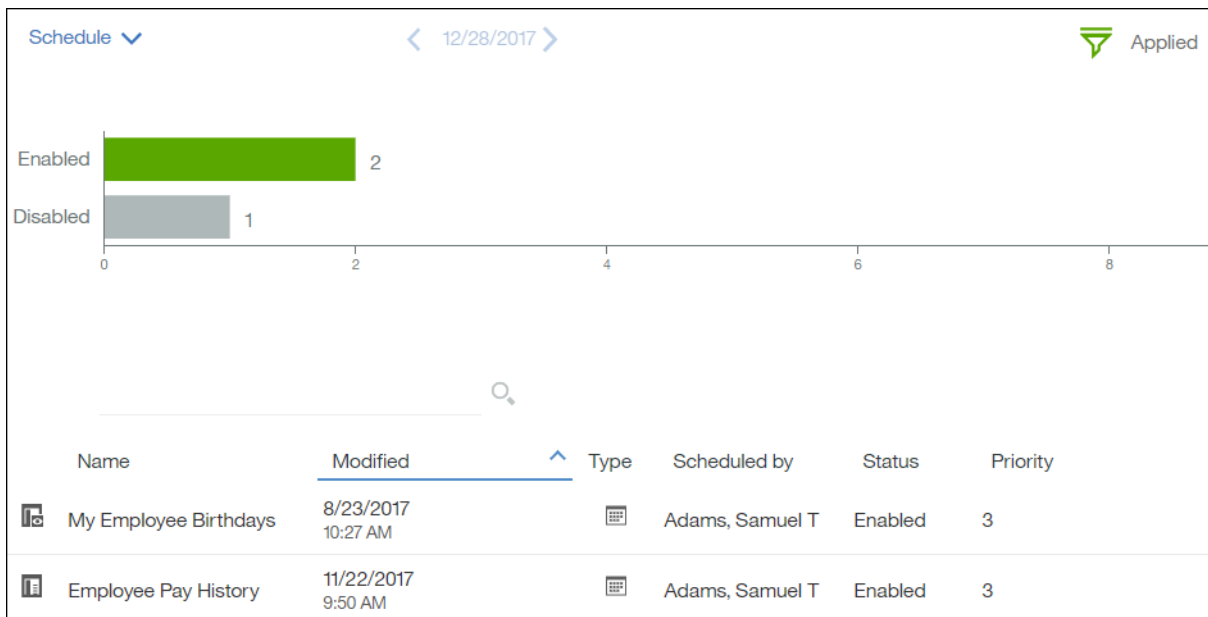 Schedule 12/28/2017 Applied
Enabled 2
Disabled 1
0 2 4 6 8
Name Modified Type Scheduled by Status Priority
My Employee Birthdays 8/23/2017 Adams, Samuel T Enabled 3
10:27 AM
Employee Pay History 11/22/2017 Adams, Samuel T Enabled 3
9:50 AM